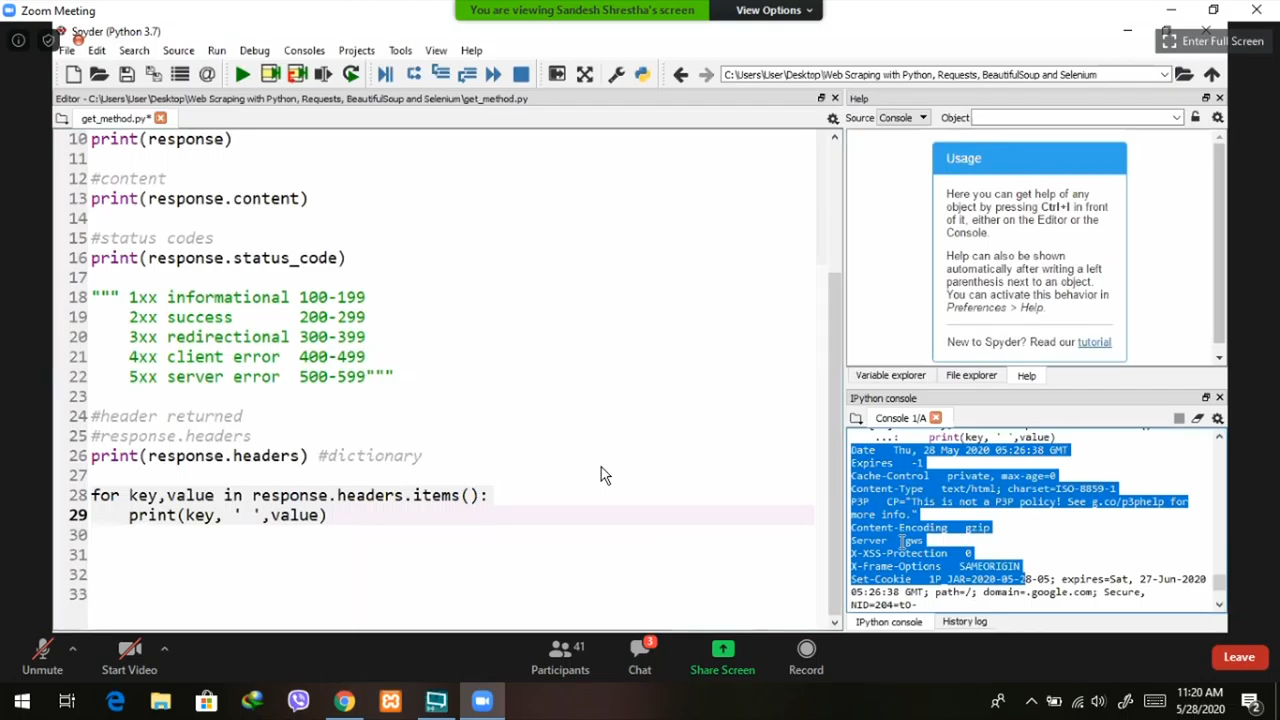 Zoom Meeting
You are viewing Sandesh Shrestha's screen
View Options
Spyder (Python 3.7)
Enter Full Screen
File Edit Search Source Run Debug Consoles Projects Tools View Help
C:\Users\User\Desktop\Web Scraping with Python, Requests, BeautifulSoup and Selenium
Editor - C:\Users\User\Desktop\Web Scraping with Python, Requests, BeautifulSoup and Selenium\get_method.py
get_method.py*
10 print(response)
11
12 #content
13 print(response.content)
14
15 #status codes
16 print(response.status_code)
17
18 """ 1xx informational 100-199
19 2xx success 200-299
20 3xx redirectional 300-399
21 4xx client error 400-499
22 5xx server error 500-599"""
23
24 #header returned
25 #response.headers
26 print(response.headers) #dictionary
27
28 for key,value in response.headers.items():
29 print(key, ' ',value)
30
31
32
33
Help
Source Console Object
Usage
Here you can get help of any
object by pressing Ctrl+I in front
of it, either on the Editor or the
Console.
Help can also be shown
automatically after writing a left
parenthesis next to an object.
You can activate this behavior in
Preferences > Help.
New to Spyder? Read our tutorial
Variable explorer File explorer Help
IPython console
Console 1/A
...: print(key, ' ',value)
Date Thu, 28 May 2020 05:26:38 GMT
Expires -1
Cache-Control private, max-age=0
Content-Type text/html; charset=ISO-8859-1
P3P CP="This is not a P3P policy! See g.co/p3phelp for
more info."
Content-Encoding gzip
Server gws
X-XSS-Protection 0
X-Frame-Options SAMEORIGIN
Set-Cookie 1P_JAR=2020-05-28-05; expires=Sat, 27-Jun-2020
05:26:38 GMT; path=/; domain=.google.com; Secure,
NID=204=tO-
IPython console History log
Unmute
Start Video
41
Participants
3
Chat
Share Screen
Record
Leave
11:20 AM
5/28/2020
2